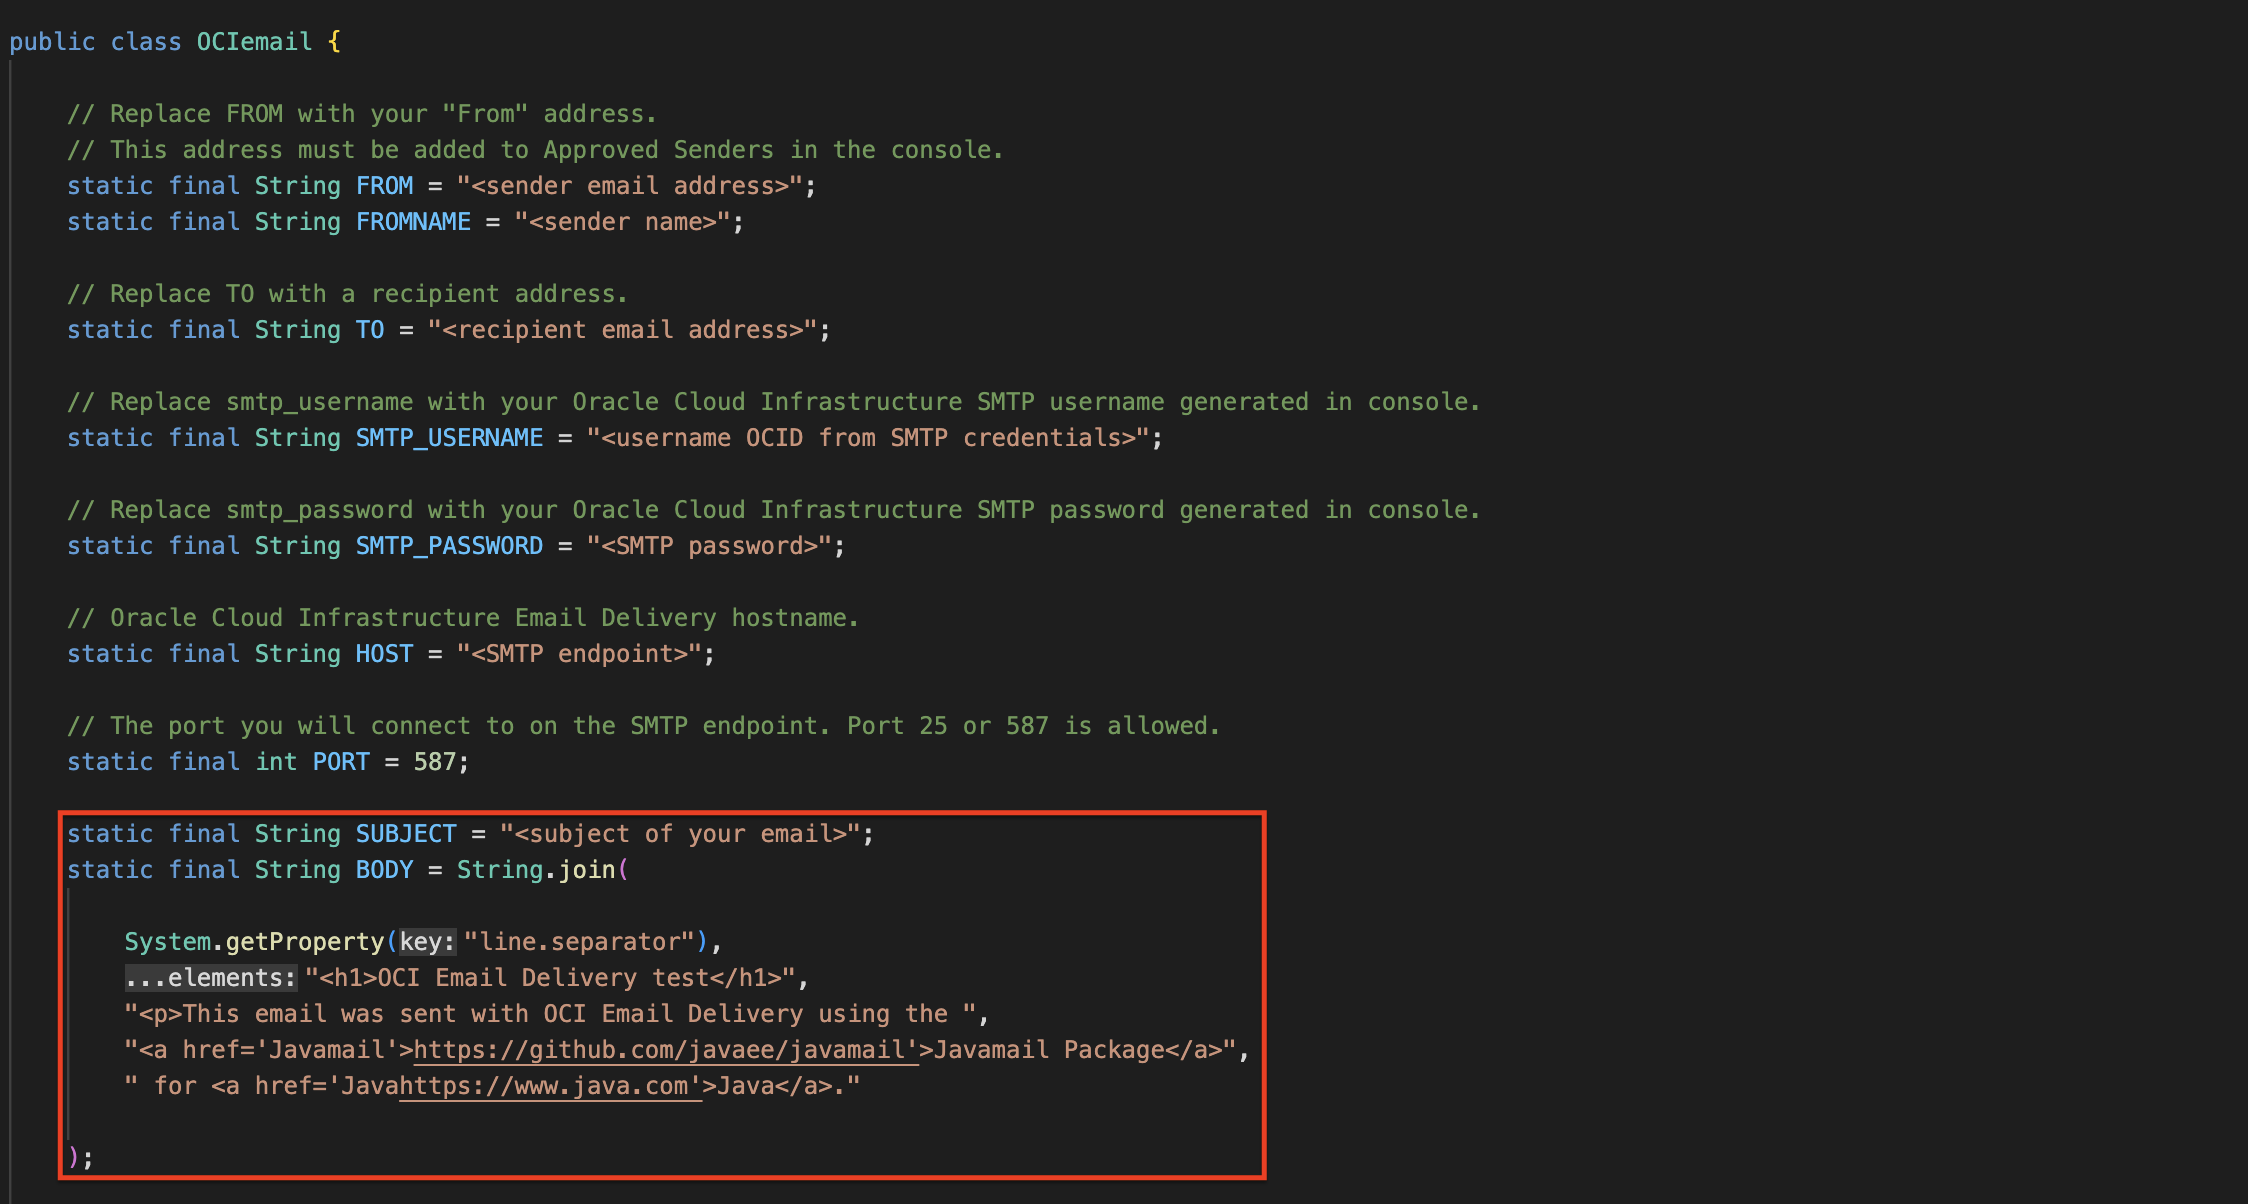 public class OCIemail {
// Replace FROM with your "From" address.
// This address must be added to Approved Senders in the console.
static final String FROM = "<sender email address>";
static final String FROMNAME = "<sender name>";
// Replace TO with a recipient address.
static final String TO = "<recipient email address>";
// Replace smtp_username with your Oracle Cloud Infrastructure SMTP username generated in console.
static final String SMTP_USERNAME = "<username OCID from SMTP credentials>";
// Replace smtp_password with your Oracle Cloud Infrastructure SMTP password generated in console.
static final String SMTP_PASSWORD = "<SMTP password>";
// Oracle Cloud Infrastructure Email Delivery hostname.
static final String HOST = "<SMTP endpoint>";
// The port you will connect to on the SMTP endpoint. Port 25 or 587 is allowed.
static final int PORT = 587;
static final String SUBJECT = "<subject of your email>";
static final String BODY = String.join(
System.getProperty(key: "line.separator"),
...elements: "<h1>OCI Email Delivery test</h1>",
"<p>This email was sent with OCI Email Delivery using the ",
"<a href='Javamail'>https://github.com/javaee/javamail'>Javamail Package</a>",
" for <a href='Javahttps://www.java.com'>Java</a>."
);